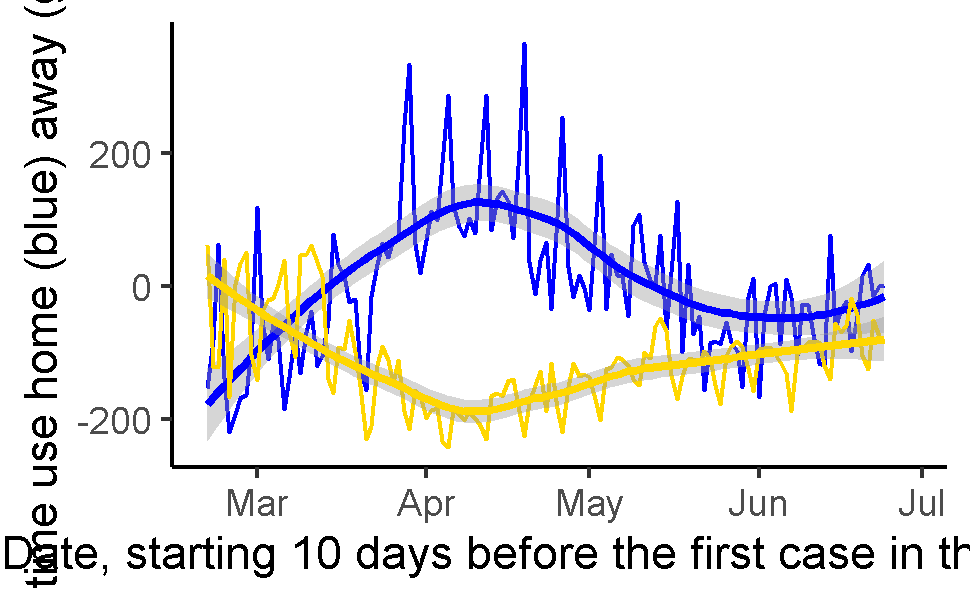 time use home (blue) away (
200
0
-200
Mar Apr May Jun Jul
Date, starting 10 days before the first case in th